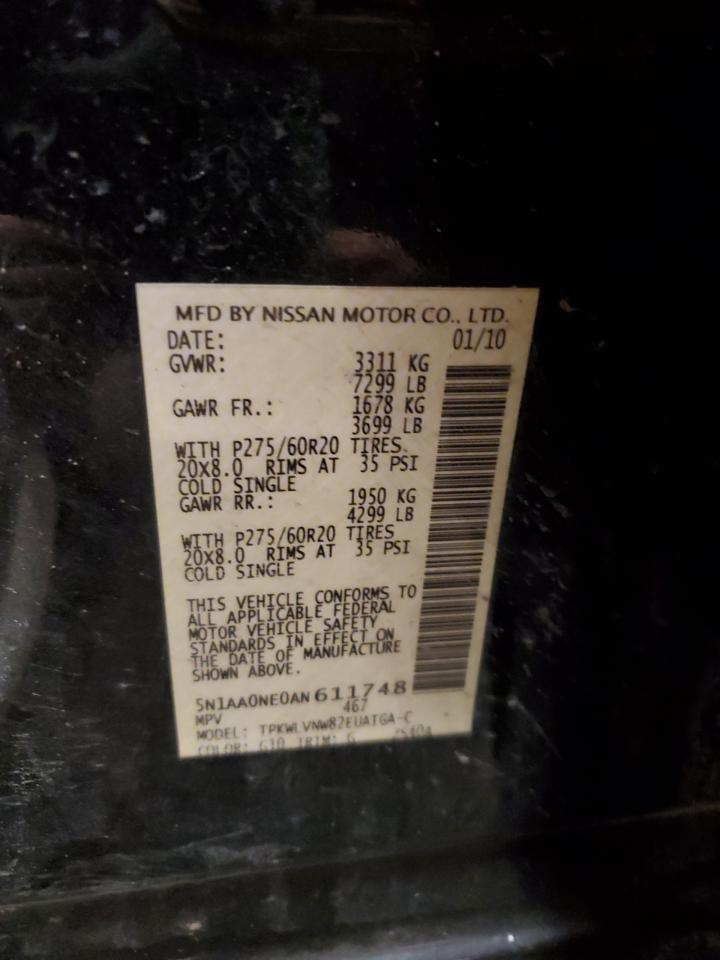 MFD BY NISSAN MOTOR CO., LTD.
DATE: 01/10
GVWR: 3311 KG
7299 LB
GAWR FR.: 1678 KG
3699 LB
WITH P275/60R20 TIRES
20X8.0 RIMS AT 35 PSI
COLD SINGLE
GAWR RR.: 1950 KG
4299 LB
WITH P275/60R20 TIRES
20X8.0 RIMS AT 35 PSI
COLD SINGLE
THIS VEHICLE CONFORMS TO
ALL APPLICABLE FEDERAL
MOTOR VEHICLE SAFETY
STANDARDS IN EFFECT ON
THE DATE OF MANUFACTURE
SHOWN ABOVE.
5N1AA0NE0AN611748
MPV 467
MODEL: TPKWLVNW82EUATGA-C
COLOR: G10 TRIM: G